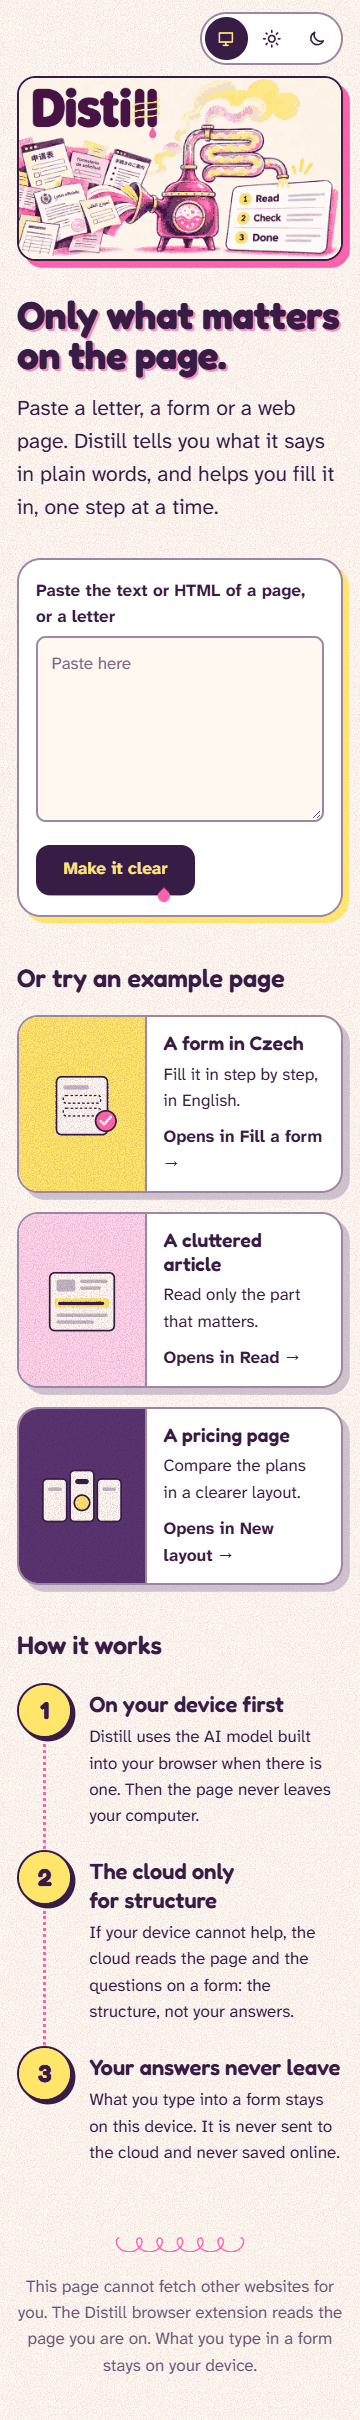 Distill
申請表
Formulario
de solicitud
1 Read
2 Check
3 Done
Only what matters
on the page.
Paste a letter, a form or a web
page. Distill tells you what it says
in plain words, and helps you fill it
in, one step at a time.
Paste the text or HTML of a page,
or a letter
Paste here
Make it clear
Or try an example page
A form in Czech
Fill it in step by step,
in English.
Opens in Fill a form
→
A cluttered
article
Read only the part
that matters.
Opens in Read →
A pricing page
Compare the plans
in a clearer layout.
Opens in New
layout →
How it works
1
On your device first
Distill uses the AI model built
into your browser when there is
one. Then the page never leaves
your computer.
2
The cloud only
for structure
If your device cannot help, the
cloud reads the page and the
questions on a form: the
structure, not your answers.
3
Your answers never leave
What you type into a form stays
on this device. It is never sent to
the cloud and never saved online.
This page cannot fetch other websites for
you. The Distill browser extension reads the
page you are on. What you type in a form
stays on your device.